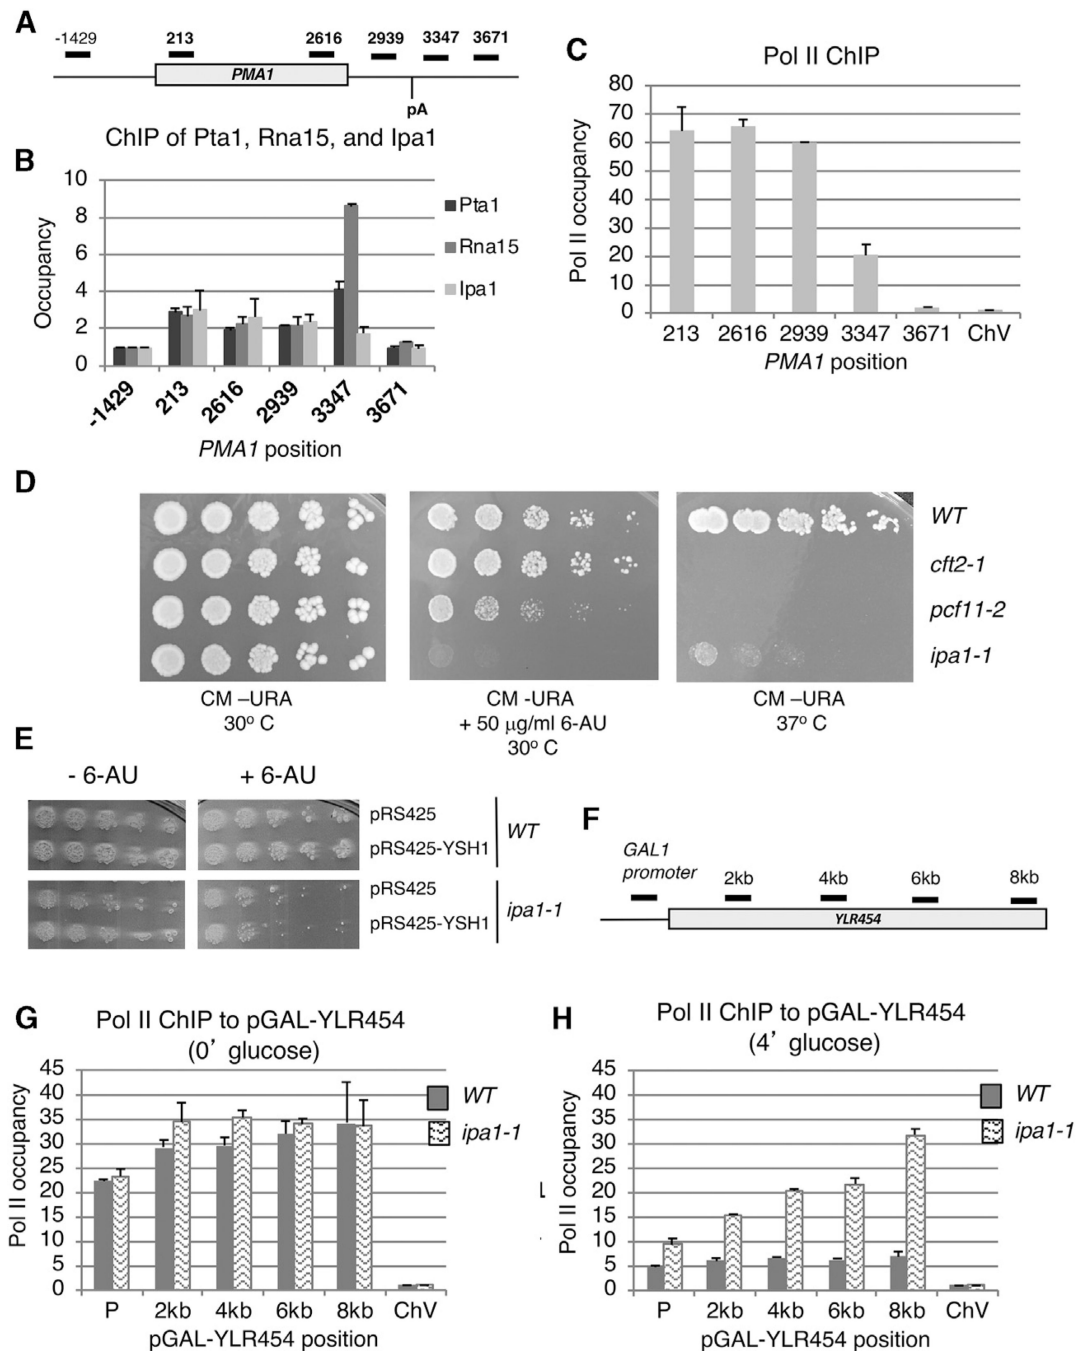 A
-1429
213
2616
2939
3347
3671
PMA1
pA
ChIP of Pta1, Rna15, and Ipa1
B
10
8
6
4
2
0
Occupancy
Pta1
Rna15
Ipa1
-1429
213
2616
2939
3347
3671
PMA1 position
C
Pol II ChIP
80
70
60
50
40
30
20
10
0
Pol II occupancy
213
2616
2939
3347
3671
ChV
PMA1 position
D
WT
cft2-1
pcf11-2
ipa1-1
CM –URA
30º C
CM -URA
+ 50 µg/ml 6-AU
30º C
CM –URA
37º C
E
- 6-AU
+ 6-AU
pRS425
pRS425-YSH1
WT
pRS425
pRS425-YSH1
ipa1-1
F
GAL1
promoter
2kb
4kb
6kb
8kb
YLR454
G
Pol II ChIP to pGAL-YLR454
(0’ glucose)
45
40
35
30
25
20
15
10
5
0
Pol II occupancy
WT
ipa1-1
P
2kb
4kb
6kb
8kb
ChV
pGAL-YLR454 position
H
Pol II ChIP to pGAL-YLR454
(4’ glucose)
45
40
35
30
25
20
15
10
5
0
Pol II occupancy
WT
ipa1-1
P
2kb
4kb
6kb
8kb
ChV
pGAL-YLR454 position